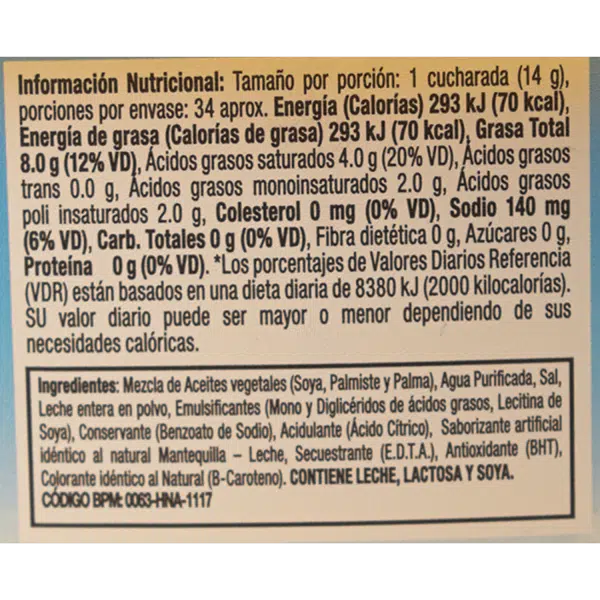 Información Nutricional: Tamaño por porción: 1 cucharada (14 g),
porciones por envase: 34 aprox. Energía (Calorías) 293 kJ (70 kcal),
Energía de grasa (Calorías de grasa) 293 kJ (70 kcal), Grasa Total
8.0 g (12% VD), Ácidos grasos saturados 4.0 g (20% VD), Ácidos grasos
trans 0.0 g, Ácidos grasos monoinsaturados 2.0 g, Ácidos grasos
poli insaturados 2.0 g, Colesterol 0 mg (0% VD), Sodio 140 mg
(6% VD), Carb. Totales 0 g (0% VD), Fibra dietética 0 g, Azúcares 0 g,
Proteína 0 g (0% VD). *Los porcentajes de Valores Diarios Referencia
(VDR) están basados en una dieta diaria de 8380 kJ (2000 kilocalorías).
SU valor diario puede ser mayor o menor dependiendo de sus
necesidades calóricas.
Ingredientes: Mezcla de Aceites vegetales (Soya, Palmiste y Palma), Agua Purificada, Sal,
Leche entera en polvo, Emulsificantes (Mono y Diglicéridos de ácidos grasos, Lecitina de
Soya), Conservante (Benzoato de Sodio), Acidulante (Ácido Cítrico), Saborizante artificial
idéntico al natural Mantequilla – Leche, Secuestrante (E.D.T.A.), Antioxidante (BHT),
Colorante idéntico al Natural (B-Caroteno). CONTIENE LECHE, LACTOSA Y SOYA.
CÓDIGO BPM: 0063-HNA-1117